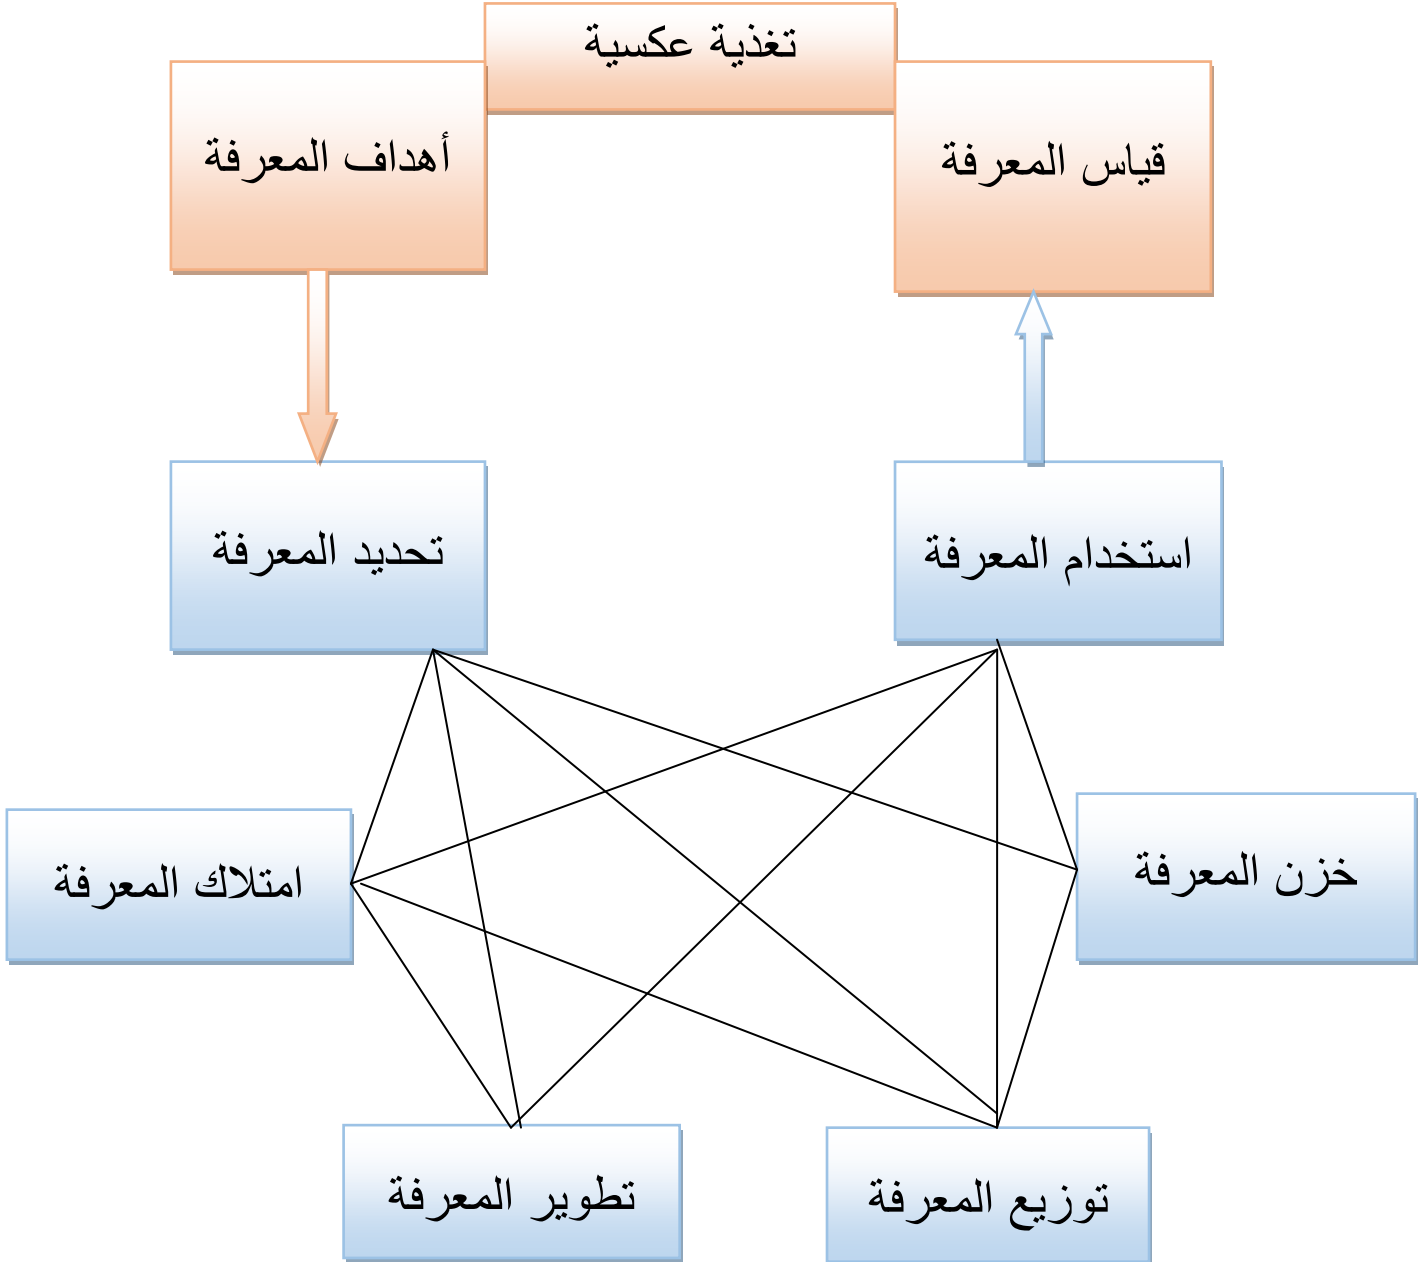 تغذية عكسية
قياس المعرفة
أهداف المعرفة
استخدام المعرفة
تحديد المعرفة
خزن المعرفة
امتلاك المعرفة
توزيع المعرفة
تطوير المعرفة